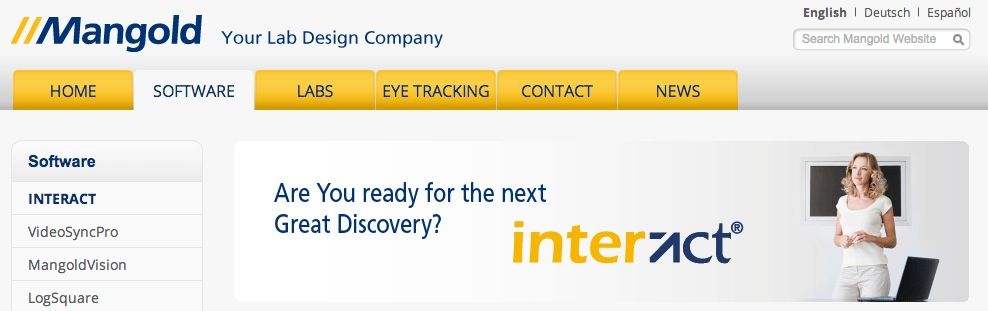 English | Deutsch | Español
//Mangold Your Lab Design Company
Search Mangold Website
HOME SOFTWARE LABS EYE TRACKING CONTACT NEWS
Software
INTERACT
VideoSyncPro
MangoldVision
LogSquare
Are You ready for the next
Great Discovery?
interact®